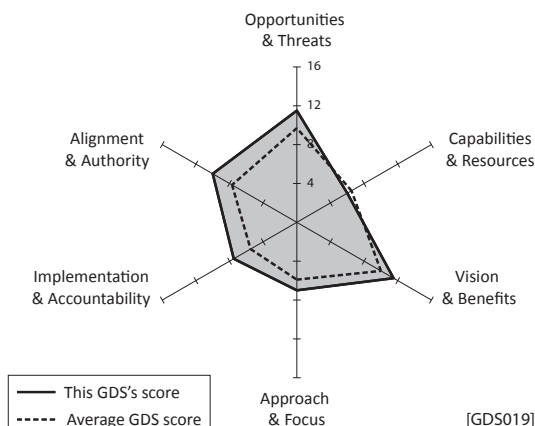 Opportunities
& Threats
16
12
8
4
Alignment
& Authority
Capabilities
& Resources
Implementation
& Accountability
Vision
& Benefits
Approach
& Focus
This GDS's score
Average GDS score
[GDS019]